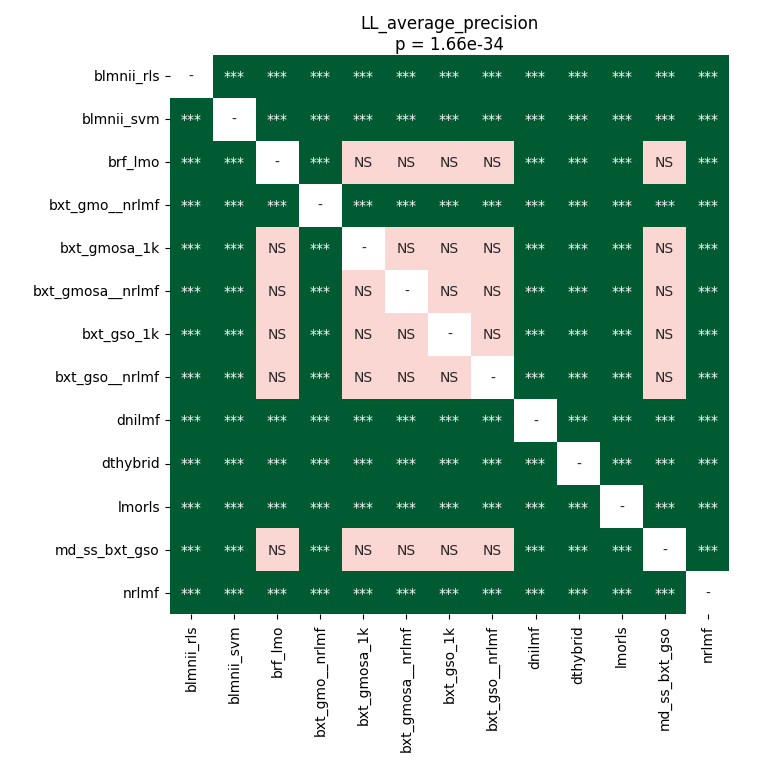 LL_average_precision
p = 1.66e-34
blmnii_rls - *** *** *** *** *** *** *** *** *** *** *** ***
blmnii_svm *** - *** *** *** *** *** *** *** *** *** *** ***
brf_lmo *** *** - *** NS NS NS NS *** *** *** NS ***
bxt_gmo__nrlmf *** *** *** - *** *** *** *** *** *** *** *** ***
bxt_gmosa_1k *** *** NS *** - NS NS NS *** *** *** NS ***
bxt_gmosa__nrlmf *** *** NS *** NS - NS NS *** *** *** NS ***
bxt_gso_1k *** *** NS *** NS NS - NS *** *** *** NS ***
bxt_gso__nrlmf *** *** NS *** NS NS NS - *** *** *** NS ***
dnilmf *** *** *** *** *** *** *** *** - *** *** *** ***
dthybrid *** *** *** *** *** *** *** *** *** - *** *** ***
lmorls *** *** *** *** *** *** *** *** *** *** - *** ***
md_ss_bxt_gso *** *** NS *** NS NS NS NS *** *** *** - ***
nrlmf *** *** *** *** *** *** *** *** *** *** *** *** -
blmnii_rls
blmnii_svm
brf_lmo
bxt_gmo__nrlmf
bxt_gmosa_1k
bxt_gmosa__nrlmf
bxt_gso_1k
bxt_gso__nrlmf
dnilmf
dthybrid
lmorls
md_ss_bxt_gso
nrlmf